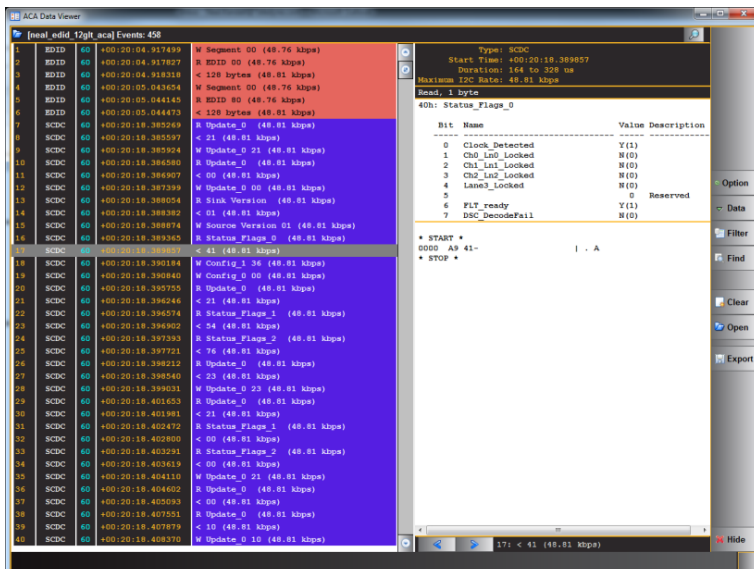 ACA Data Viewer
[neal_edid_12glt_aca] Events: 458
1 EDID 60 +00:20:04.917499 W Segment 00 (48.76 kbps)
2 EDID 60 +00:20:04.917827 R EDID 00 (48.76 kbps)
3 EDID 60 +00:20:04.918318 < 128 bytes (48.81 kbps)
4 EDID 60 +00:20:05.043654 W Segment 00 (48.76 kbps)
5 EDID 60 +00:20:05.044145 R EDID 80 (48.76 kbps)
6 EDID 60 +00:20:05.044473 < 128 bytes (48.81 kbps)
7 SCDC 60 +00:20:18.385269 R Update_0 (48.81 kbps)
8 SCDC 60 +00:20:18.385597 < 21 (48.81 kbps)
9 SCDC 60 +00:20:18.385924 W Update_0 21 (48.81 kbps)
10 SCDC 60 +00:20:18.386580 R Update_0 (48.81 kbps)
11 SCDC 60 +00:20:18.386907 < 00 (48.81 kbps)
12 SCDC 60 +00:20:18.387399 W Update_0 00 (48.81 kbps)
13 SCDC 60 +00:20:18.388054 R Sink Version (48.81 kbps)
14 SCDC 60 +00:20:18.388382 < 01 (48.81 kbps)
15 SCDC 60 +00:20:18.388874 W Source Version 01 (48.81 kbps)
16 SCDC 60 +00:20:18.389365 R Status_Flags_0 (48.81 kbps)
17 SCDC 60 +00:20:18.389857 < 41 (48.81 kbps)
18 SCDC 60 +00:20:18.390184 W Config_1 36 (48.81 kbps)
19 SCDC 60 +00:20:18.390840 W Config_0 00 (48.81 kbps)
20 SCDC 60 +00:20:18.395755 R Update_0 (48.81 kbps)
21 SCDC 60 +00:20:18.396246 < 21 (48.81 kbps)
22 SCDC 60 +00:20:18.396574 R Status_Flags_1 (48.81 kbps)
23 SCDC 60 +00:20:18.396902 < 54 (48.81 kbps)
24 SCDC 60 +00:20:18.397393 R Status_Flags_2 (48.81 kbps)
25 SCDC 60 +00:20:18.397721 < 76 (48.81 kbps)
26 SCDC 60 +00:20:18.398212 R Update_0 (48.81 kbps)
27 SCDC 60 +00:20:18.398540 < 23 (48.81 kbps)
28 SCDC 60 +00:20:18.399031 W Update_0 23 (48.81 kbps)
29 SCDC 60 +00:20:18.401653 R Update_0 (48.81 kbps)
30 SCDC 60 +00:20:18.401981 < 21 (48.81 kbps)
31 SCDC 60 +00:20:18.402472 R Status_Flags_1 (48.81 kbps)
32 SCDC 60 +00:20:18.402800 < 00 (48.81 kbps)
33 SCDC 60 +00:20:18.403291 R Status_Flags_2 (48.81 kbps)
34 SCDC 60 +00:20:18.403619 < 00 (48.81 kbps)
35 SCDC 60 +00:20:18.404110 W Update_0 21 (48.81 kbps)
36 SCDC 60 +00:20:18.404602 R Update_0 (48.81 kbps)
37 SCDC 60 +00:20:18.405093 < 00 (48.81 kbps)
38 SCDC 60 +00:20:18.407551 R Update_0 (48.81 kbps)
39 SCDC 60 +00:20:18.407879 < 10 (48.81 kbps)
40 SCDC 60 +00:20:18.408370 W Update_0 10 (48.81 kbps)
Type: SCDC
Start Time: +00:20:18.389857
Duration: 164 to 328 us
Maximum I2C Rate: 48.81 kbps
Read, 1 byte
40h: Status_Flags_0
Bit Name Value Description
0 Clock_Detected Y(1)
1 Ch0_Ln0_Locked N(0)
2 Ch1_Ln1_Locked N(0)
3 Ch2_Ln2_Locked N(0)
4 Lane3_Locked N(0)
5 0 Reserved
6 FLT_ready Y(1)
7 DSC_DecodeFail N(0)
* START *
0000 A9 41- | . A
* STOP *
17: < 41 (48.81 kbps)
Option
Data
Filter
Find
Clear
Open
Export
Hide